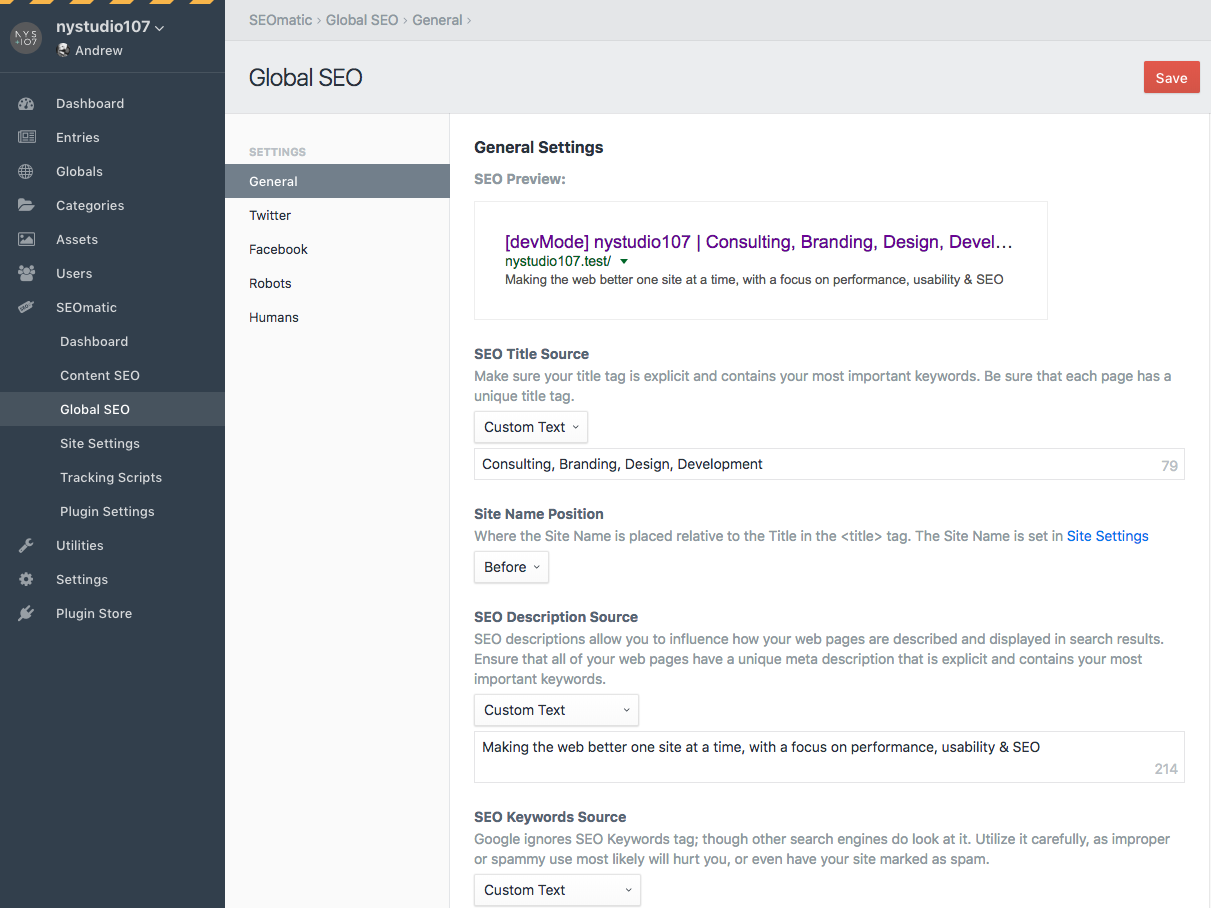 NYS
+107
nystudio107
Andrew
Dashboard
Entries
Globals
Categories
Assets
Users
SEOmatic
Dashboard
Content SEO
Global SEO
Site Settings
Tracking Scripts
Plugin Settings
Utilities
Settings
Plugin Store
SEOmatic › Global SEO › General ›
Global SEO
Save
SETTINGS
General
Twitter
Facebook
Robots
Humans
General Settings
SEO Preview:
[devMode] nystudio107 | Consulting, Branding, Design, Devel…
nystudio107.test/
Making the web better one site at a time, with a focus on performance, usability & SEO
SEO Title Source
Make sure your title tag is explicit and contains your most important keywords. Be sure that each page has a
unique title tag.
Custom Text
Consulting, Branding, Design, Development
79
Site Name Position
Where the Site Name is placed relative to the Title in the <title> tag. The Site Name is set in Site Settings
Before
SEO Description Source
SEO descriptions allow you to influence how your web pages are described and displayed in search results.
Ensure that all of your web pages have a unique meta description that is explicit and contains your most
important keywords.
Custom Text
Making the web better one site at a time, with a focus on performance, usability & SEO
214
SEO Keywords Source
Google ignores SEO Keywords tag; though other search engines do look at it. Utilize it carefully, as improper
or spammy use most likely will hurt you, or even have your site marked as spam.
Custom Text